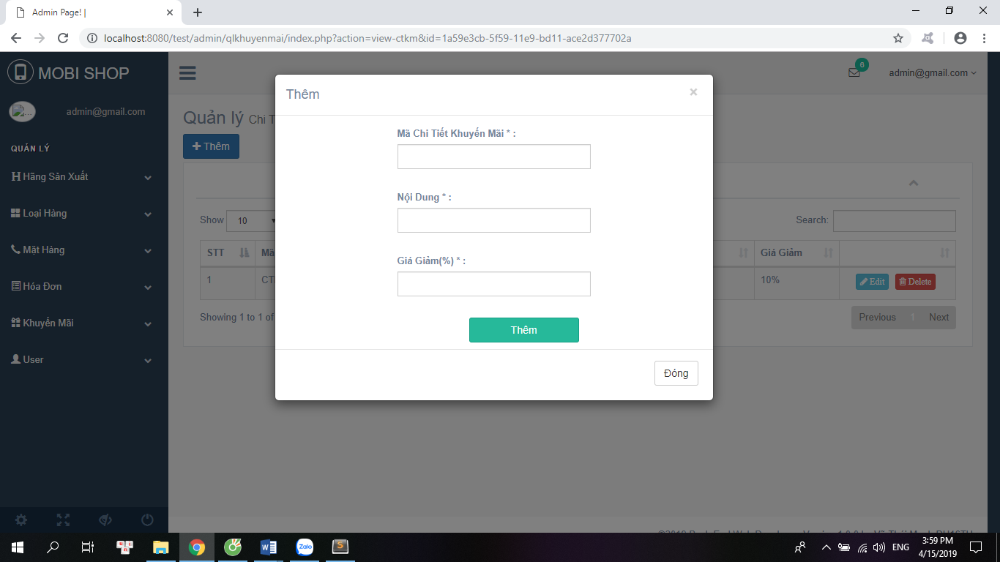 Admin Page! |
localhost:8080/test/admin/qlkhuyenmai/index.php?action=view-ctkm&id=1a59e3cb-5f59-11e9-bd11-ace2d377702a
MOBI SHOP
6
admin@gmail.com
admin@gmail.com
QUẢN LÝ
Hãng Sản Xuất
Loại Hàng
Mặt Hàng
Hóa Đơn
Khuyến Mãi
User
Quản lý Chi T
Thêm
Show 10
Search:
STT Mã Giá Giảm
1 CT 10% Edit Delete
Showing 1 to 1 of
Previous 1 Next
Thêm
×
Mã Chi Tiết Khuyến Mãi * :
Nội Dung * :
Giá Giảm(%) * :
Thêm
Đóng
ENG
3:59 PM
4/15/2019
Zalo